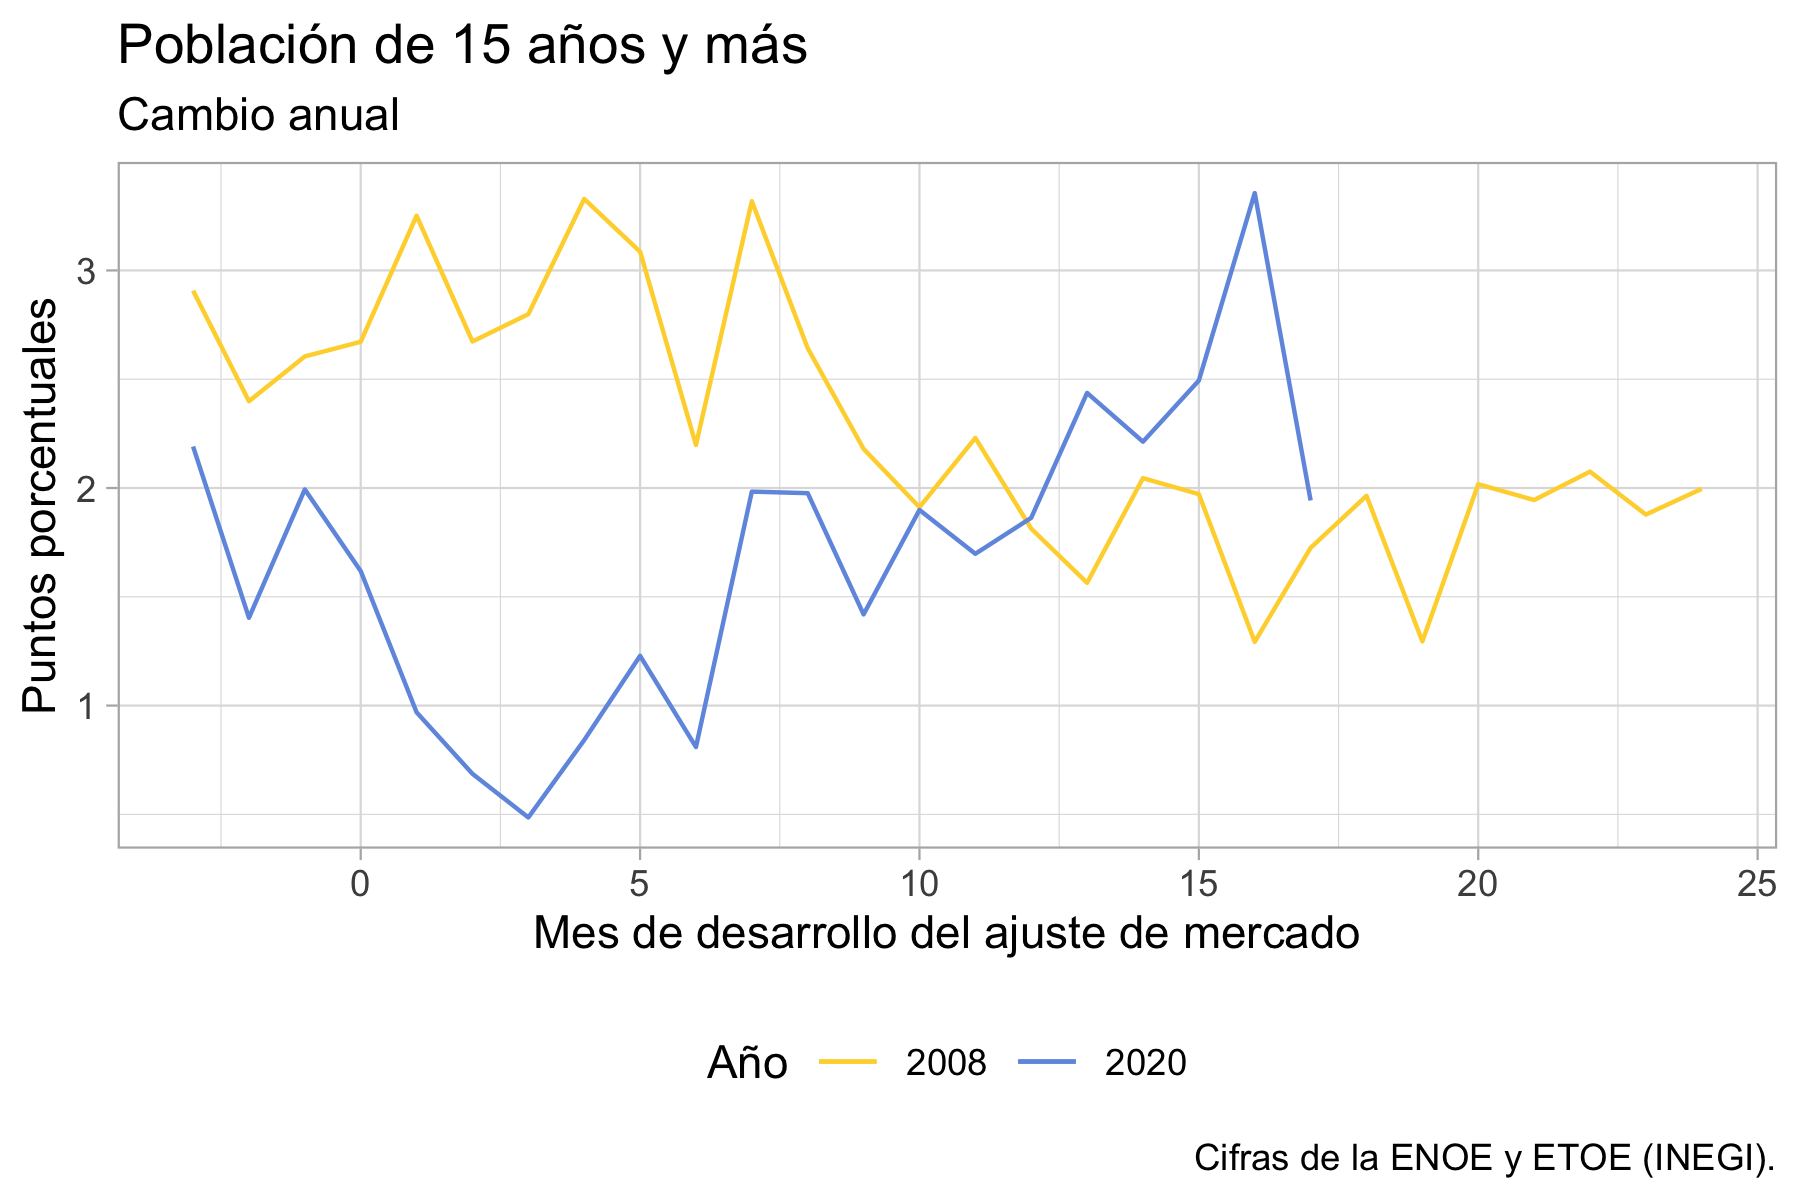 Población de 15 años y más
Cambio anual
Puntos porcentuales
3
2
1
0 5 10 15 20 25
Mes de desarrollo del ajuste de mercado
Año 2008 2020
Cifras de la ENOE y ETOE (INEGI).